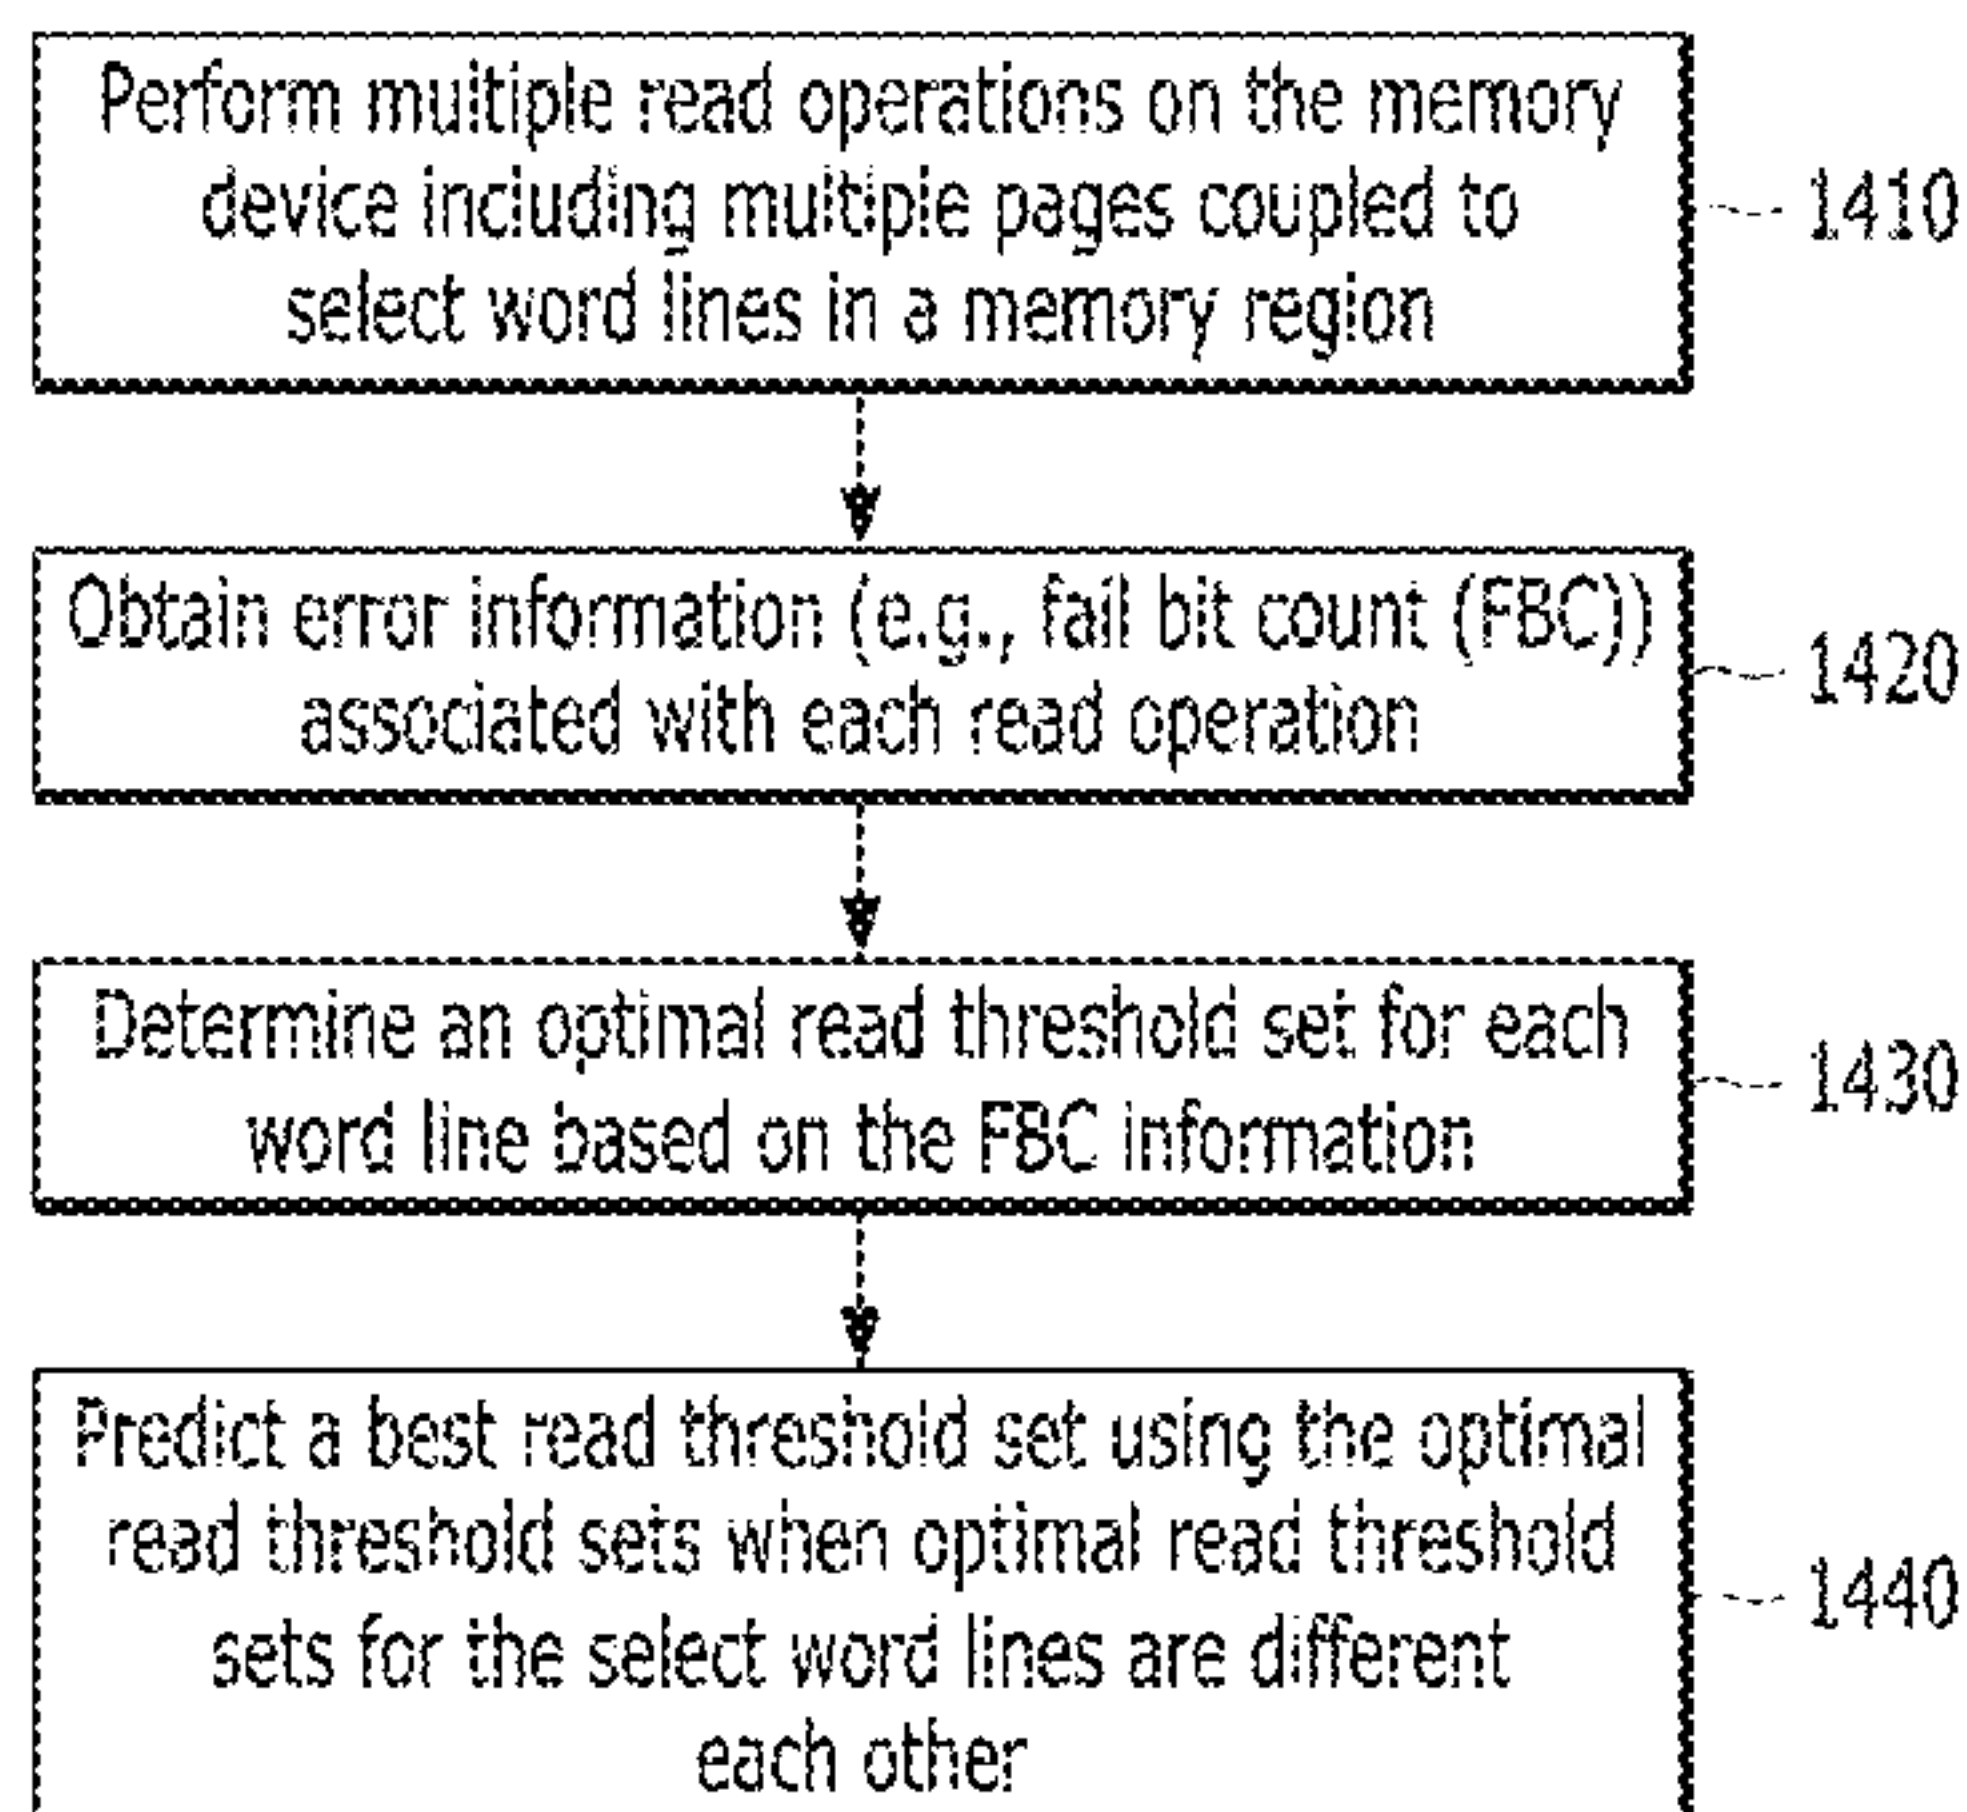 Perform multiple read operations on the memory
device including multiple pages coupled to
select word lines in a memory region
1410
Obtain error information (e.g., fail bit count (FBC))
associated with each read operation
1420
Determine an optimal read threshold set for each
word line based on the FBC information
1430
Predict a best read threshold set using the optimal
read threshold sets when optimal read threshold
sets for the select word lines are different
each other
1440